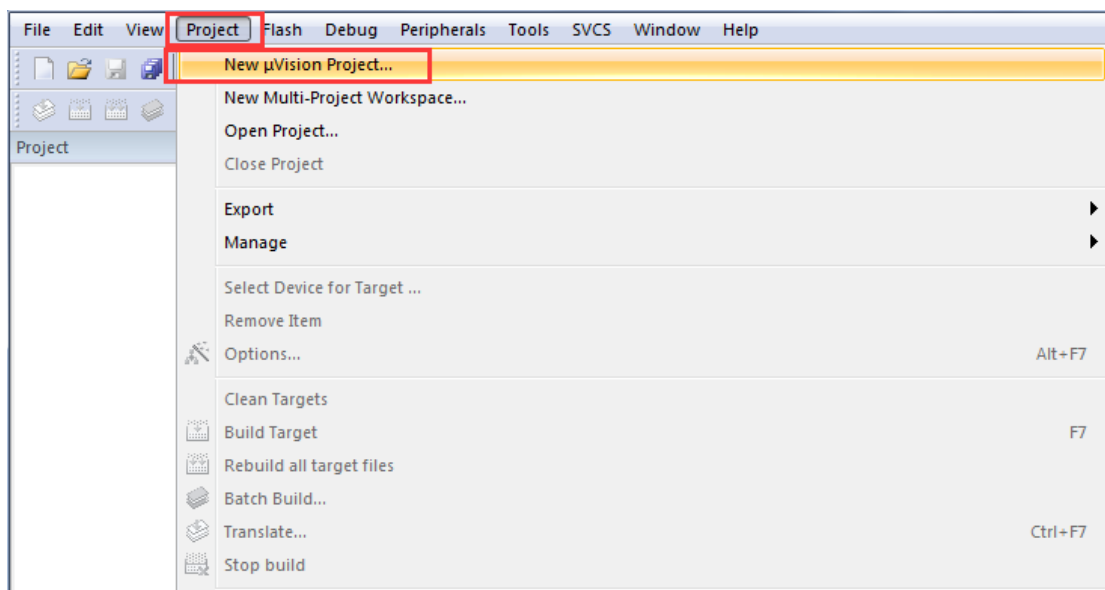 File Edit View Project Flash Debug Peripherals Tools SVCS Window Help
New µVision Project...
New Multi-Project Workspace...
Project
Open Project...
Close Project
Export
Manage
Select Device for Target ...
Remove Item
Options... Alt+F7
Clean Targets
Build Target F7
Rebuild all target files
Batch Build...
Translate... Ctrl+F7
Stop build